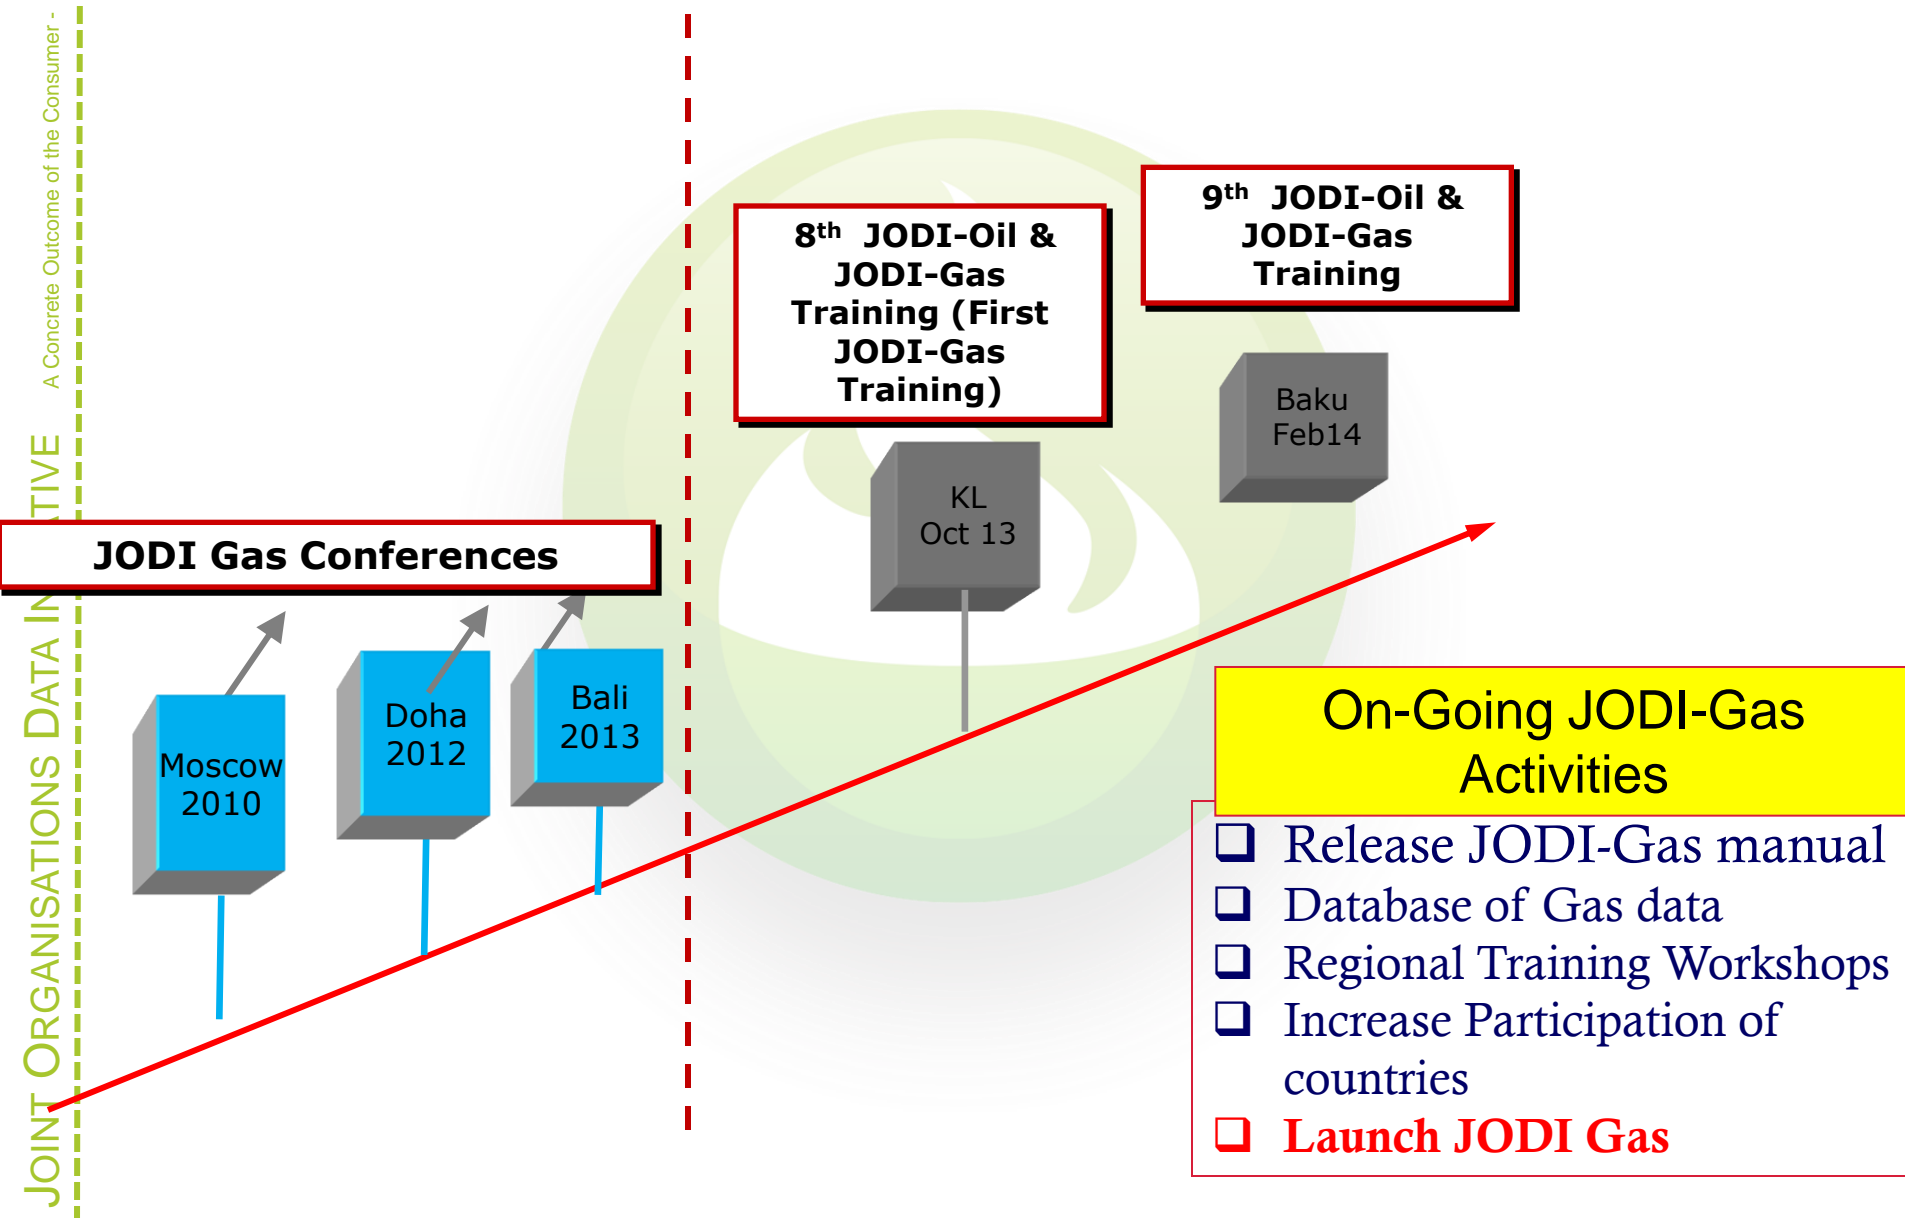 JOINT ORGANISATIONS DATA IN ATIVE A Concrete Outcome of the Consumer -
JODI Gas Conferences
Moscow
2010
Doha
2012
Bali
2013
8th JODI-Oil &
JODI-Gas
Training (First
JODI-Gas
Training)
KL
Oct 13
9th JODI-Oil &
JODI-Gas
Training
Baku
Feb14
On-Going JODI-Gas
Activities
❑ Release JODI-Gas manual
❑ Database of Gas data
❑ Regional Training Workshops
❑ Increase Participation of
countries
❑ Launch JODI Gas